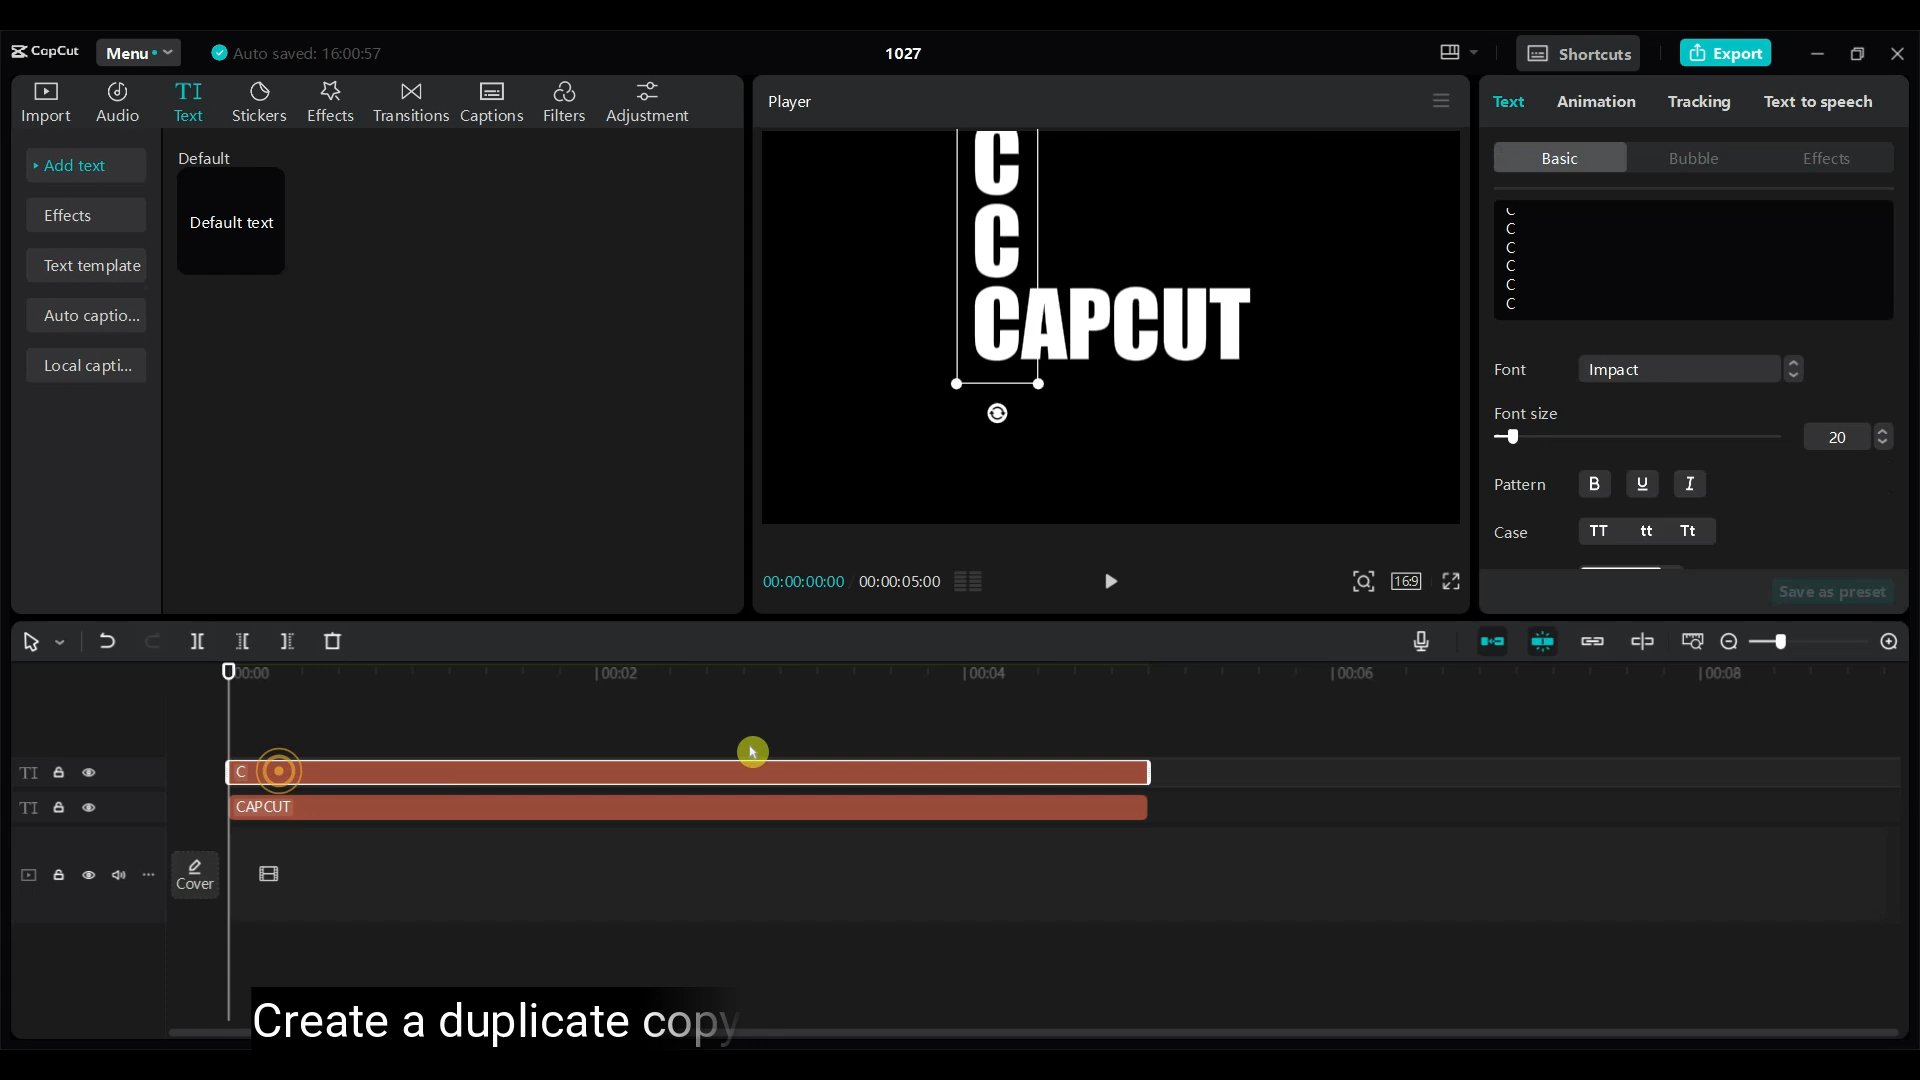 CapCut
Menu
Auto saved: 16:00:57
1027
Shortcuts
Export
Import
Audio
TI
Text
Stickers
Effects
Transitions
Captions
Filters
Adjustment
Player
Text
Animation
Tracking
Text to speech
Add text
Effects
Text template
Auto captio...
Local capti...
Default
Default text
C
C
CAPCUT
Basic
Bubble
Effects
C
C
C
C
C
C
Font
Impact
Font size
20
Pattern
B
U
I
Case
TT
tt
Tt
Save as preset
00:00:00:00
00:00:05:00
16:9
00:00
00:02
00:04
00:06
00:08
TI
C
TI
CAPCUT
Cover
Create a duplicate copy